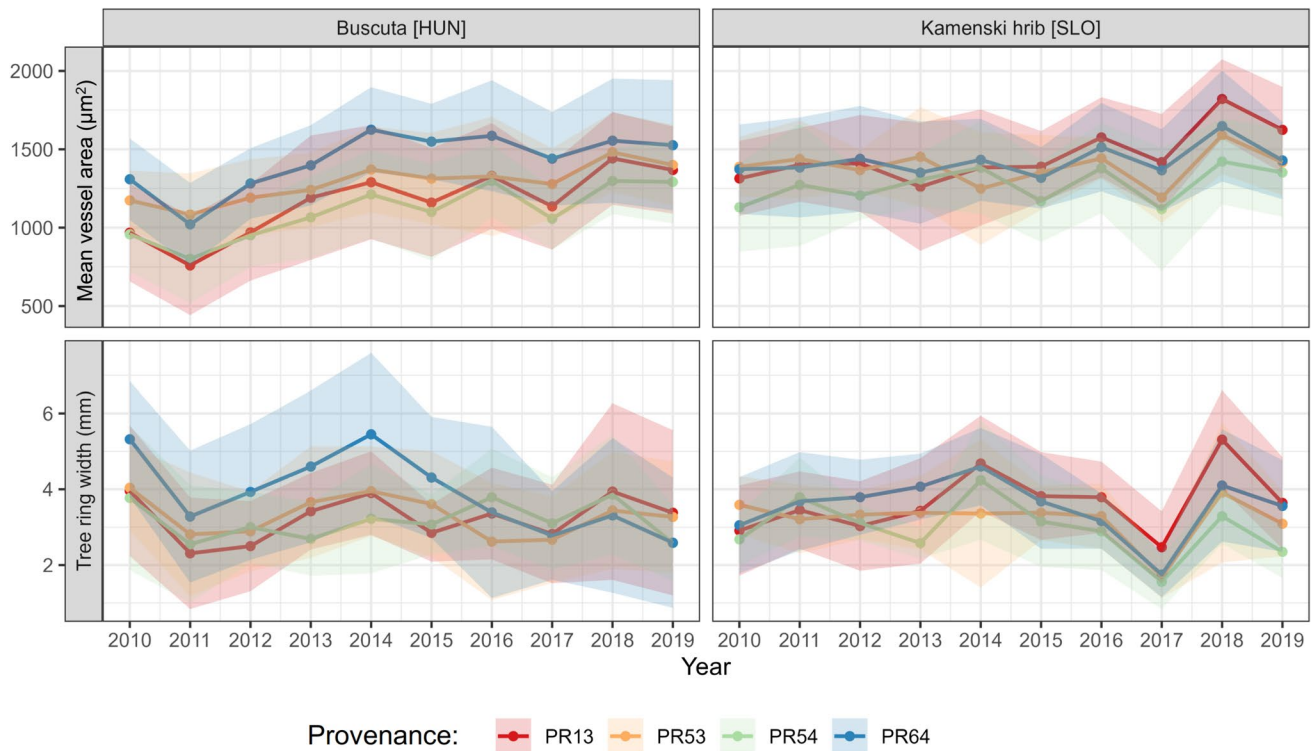 Buscuta [HUN] Kamenski hrib [SLO]
Mean vessel area (µm²)
2000
1500
1000
500
Tree ring width (mm)
6
4
2
2010 2011 2012 2013 2014 2015 2016 2017 2018 2019 2010 2011 2012 2013 2014 2015 2016 2017 2018 2019
Year
Provenance: PR13 PR53 PR54 PR64